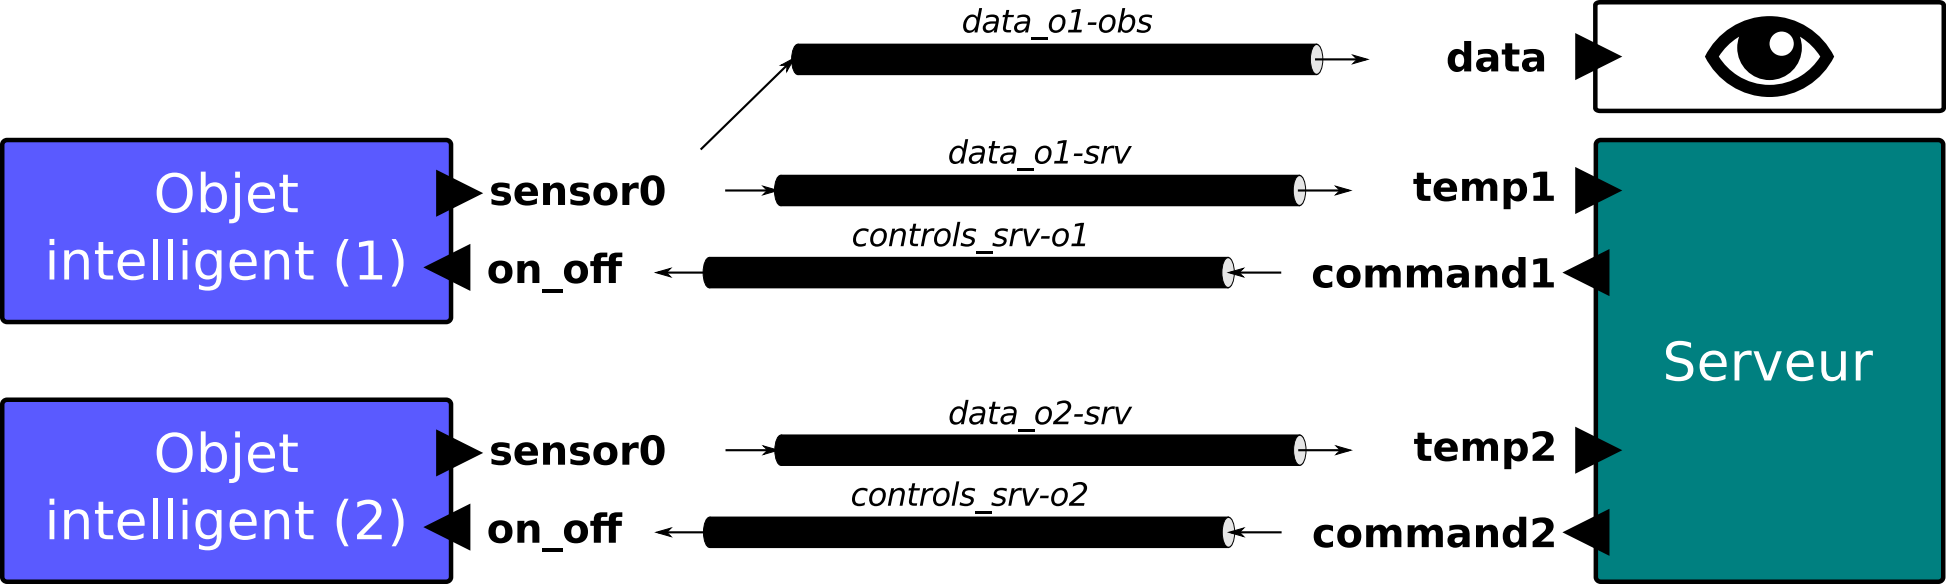 data_o1-obs
data
Objet
intelligent (1)
sensor0
data_o1-srv
temp1
on_off
controls_srv-o1
command1
Serveur
Objet
intelligent (2)
sensor0
data_o2-srv
temp2
on_off
controls_srv-o2
command2